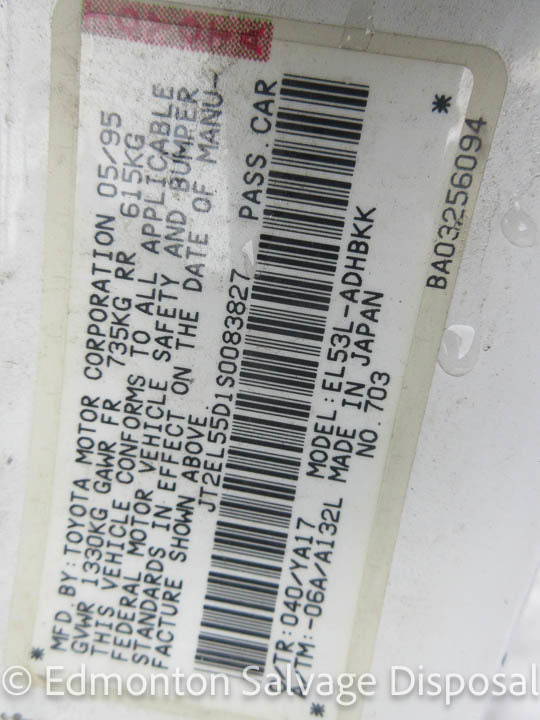 TOYOTA
MFD. BY: TOYOTA MOTOR CORPORATION 05/95
GVWR 1330KG GAWR FR 735KG RR 615KG
THIS VEHICLE CONFORMS TO ALL APPLICABLE
FEDERAL MOTOR VEHICLE SAFETY AND BUMPER
STANDARDS IN EFFECT ON THE DATE OF MANU-
FACTURE SHOWN ABOVE.
JT2EL55D1S0083827 PASS. CAR
C/TR: 040/YA17 MODEL: EL53L-ADHBKK
A/TM: -06A/A132L MADE IN JAPAN
NO. 703
* BA03256094 *
© Edmonton Salvage Disposal